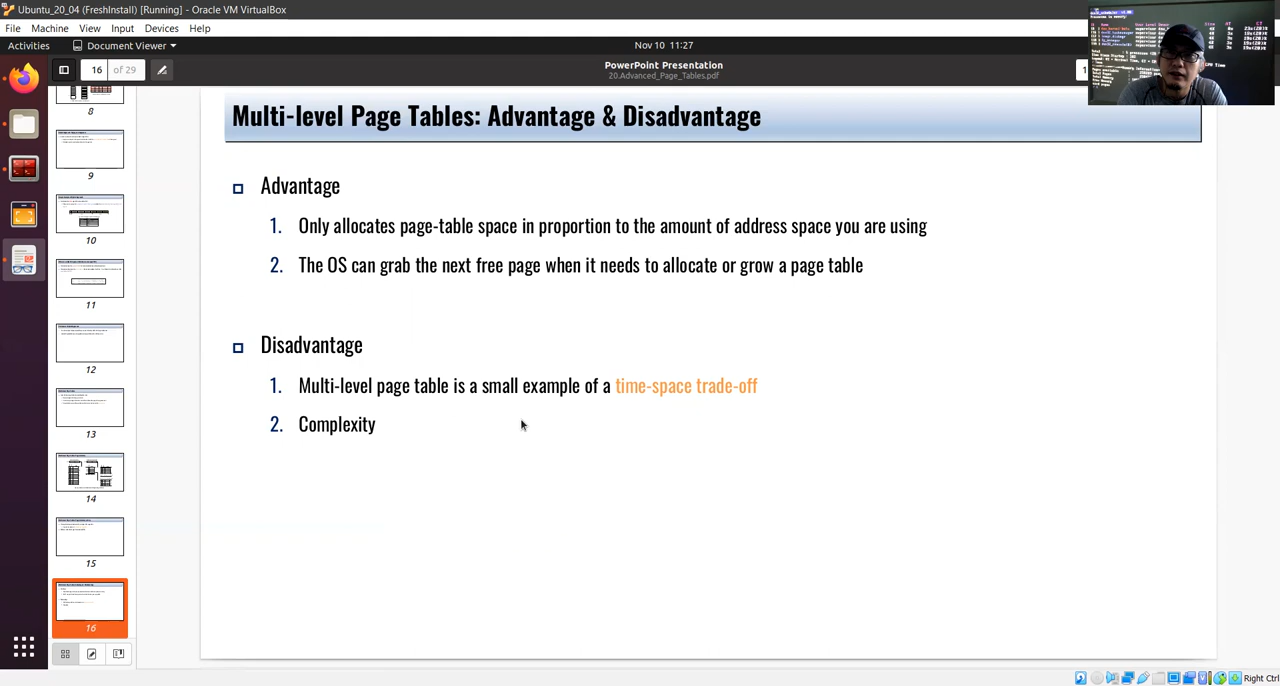 Ubuntu_20_04 (FreshInstall) [Running] - Oracle VM VirtualBox
File Machine View Input Devices Help
Activities Document Viewer Nov 10 11:27
16 of 29 PowerPoint Presentation
20.Advanced_Page_Tables.pdf
Multi-level Page Tables: Advantage & Disadvantage
Advantage
1. Only allocates page-table space in proportion to the amount of address space you are using
2. The OS can grab the next free page when it needs to allocate or grow a page table
Disadvantage
1. Multi-level page table is a small example of a time-space trade-off
2. Complexity
8
9
10
11
12
13
14
15
16
Right Ctrl